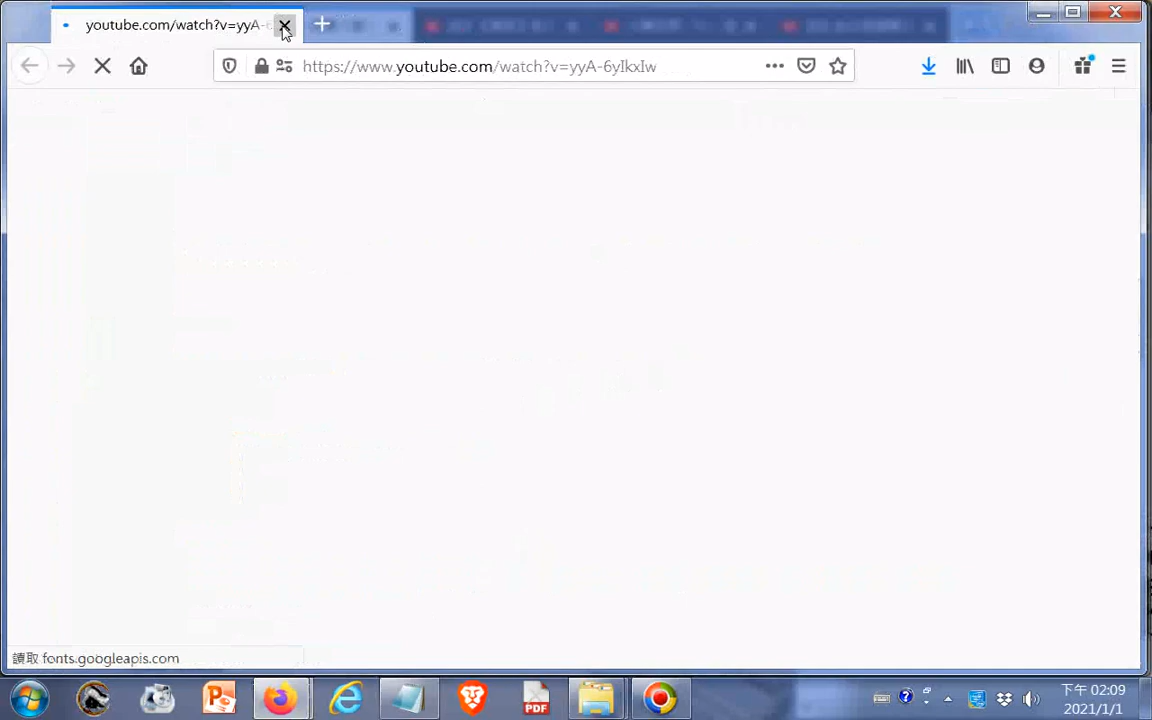 youtube.com/watch?v=yyA-6
https://www.youtube.com/watch?v=yyA-6yIkxIw
讀取 fonts.googleapis.com
PDF
下午 02:09
2021/1/1